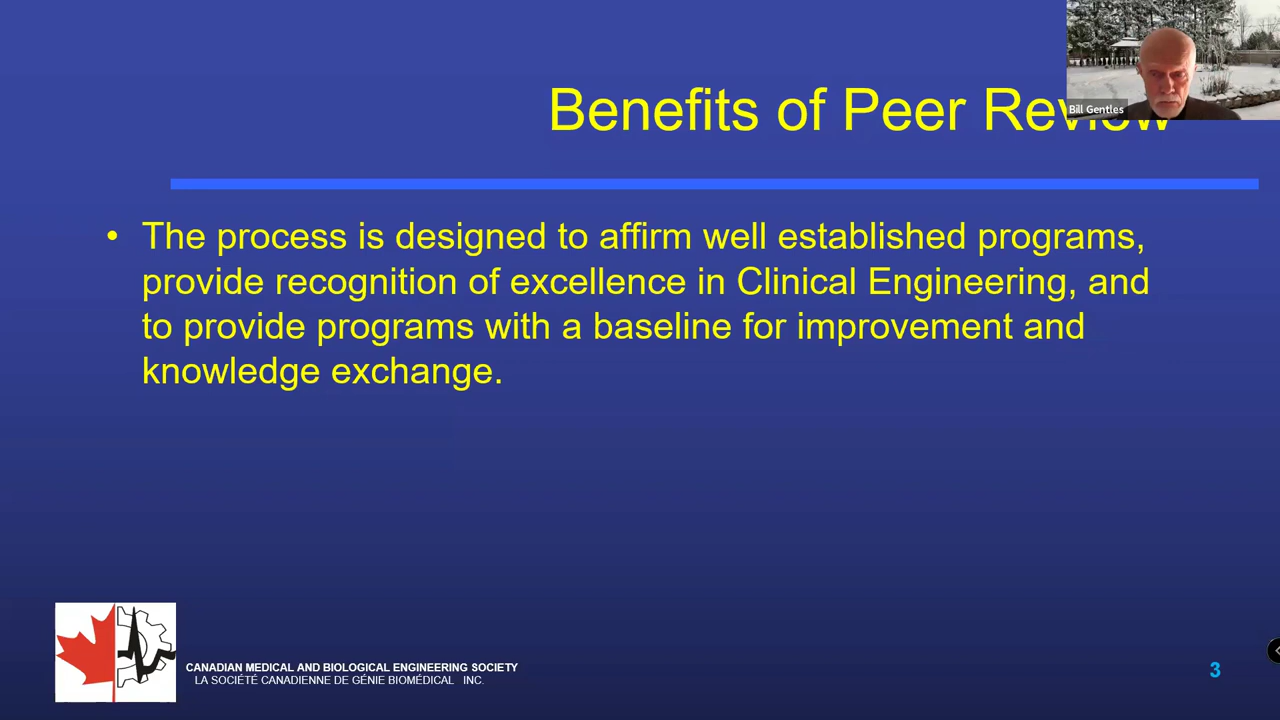 Benefits of Peer Review
Bill Gentles
• The process is designed to affirm well established programs,
provide recognition of excellence in Clinical Engineering, and
to provide programs with a baseline for improvement and
knowledge exchange.
CANADIAN MEDICAL AND BIOLOGICAL ENGINEERING SOCIETY
LA SOCIÉTÉ CANADIENNE DE GÉNIE BIOMÉDICAL INC.
3